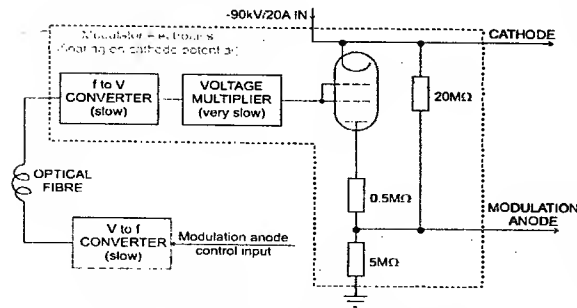 -90kV/20A IN
Modulator electronics
(floating on cathode potential)
CATHODE
f to V
CONVERTER
(slow)
VOLTAGE
MULTIPLIER
(very slow)
20MΩ
OPTICAL
FIBRE
0.5MΩ
MODULATION
ANODE
V to f
CONVERTER
(slow)
Modulation anode
control input
5MΩ